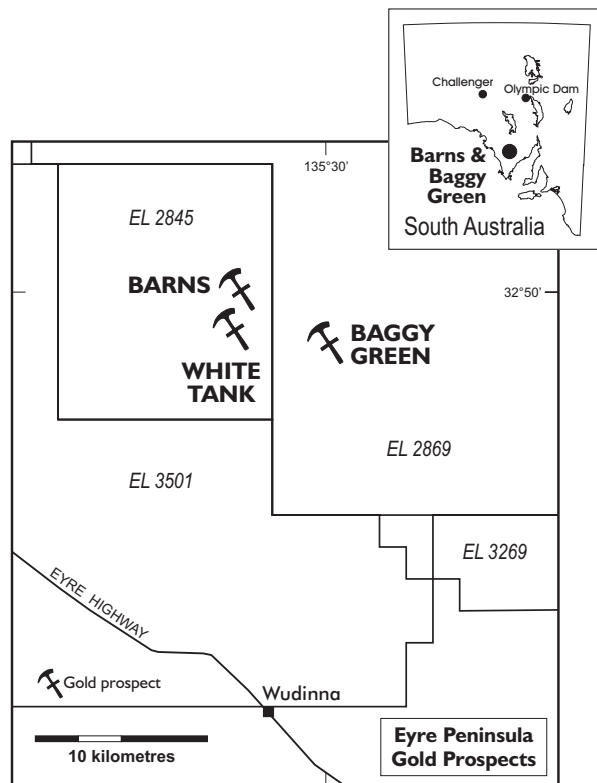 Challenger
Olympic Dam
Barns &
Baggy
Green
South Australia
135°30'
EL 2845
BARNS
32°50'
WHITE
TANK
BAGGY
GREEN
EL 2869
EL 3501
EL 3269
EYRE HIGHWAY
Gold prospect
Wudinna
10 kilometres
Eyre Peninsula
Gold Prospects